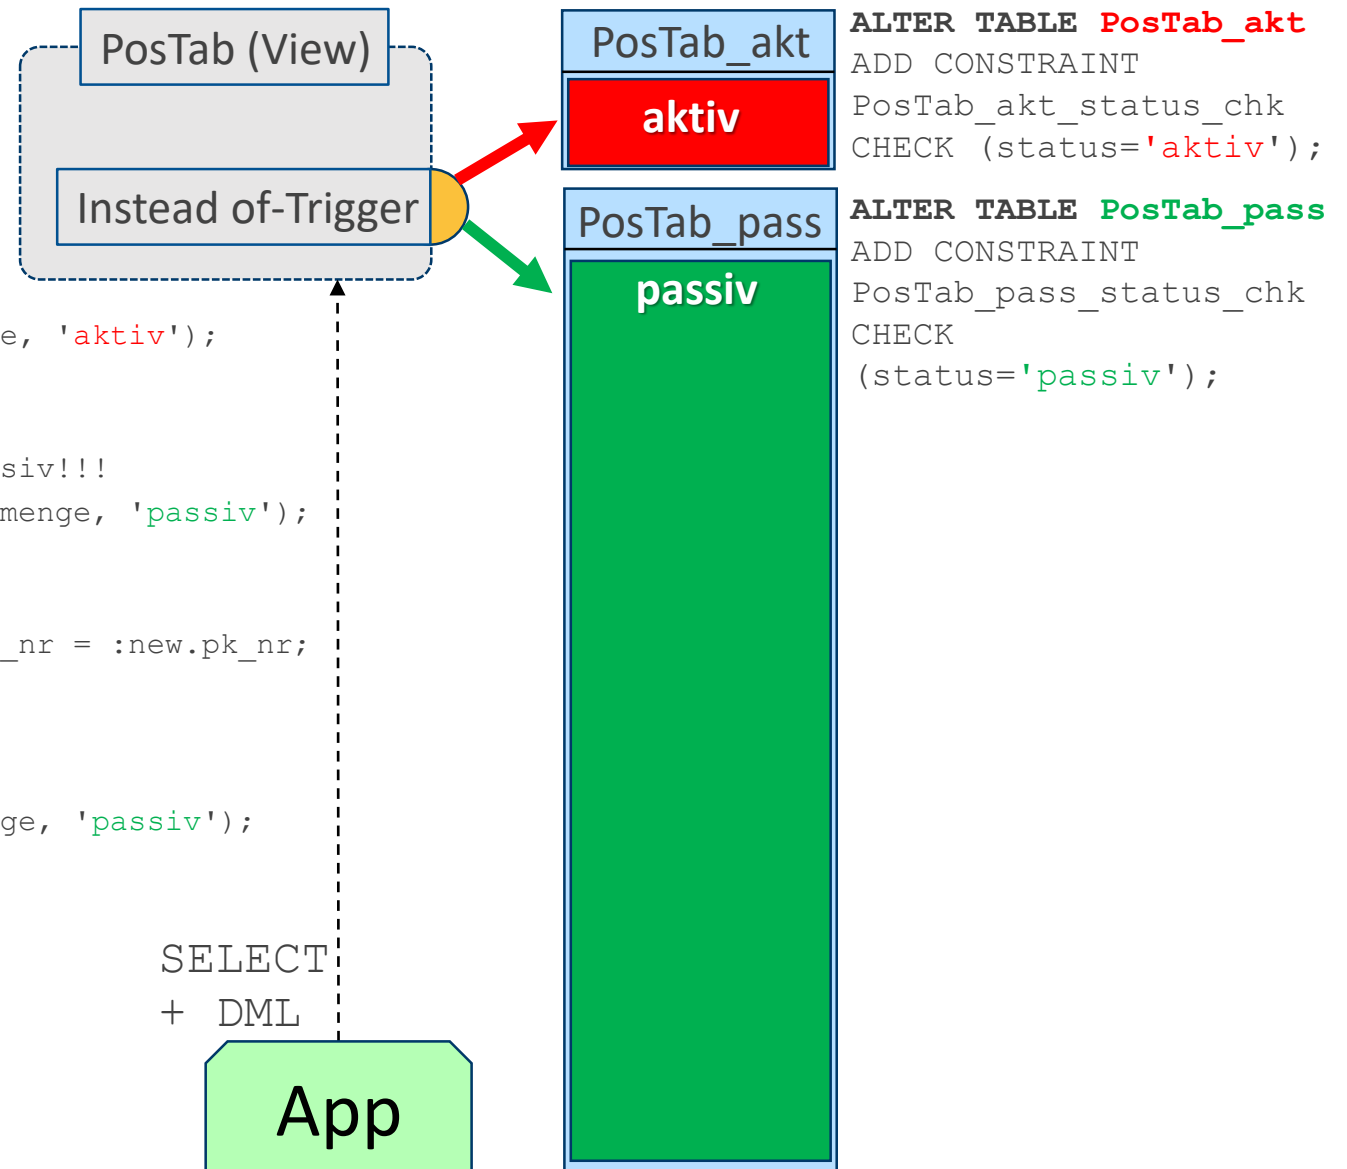 PosTab (View)
Instead of-Trigger
e, 'aktiv');
siv!!!
menge, 'passiv');
_nr = :new.pk_nr;
ge, 'passiv');
SELECT
+ DML
App
PosTab_akt
aktiv
PosTab_pass
passiv
ALTER TABLE PosTab_akt
ADD CONSTRAINT
PosTab_akt_status_chk
CHECK (status='aktiv');
ALTER TABLE PosTab_pass
ADD CONSTRAINT
PosTab_pass_status_chk
CHECK
(status='passiv');